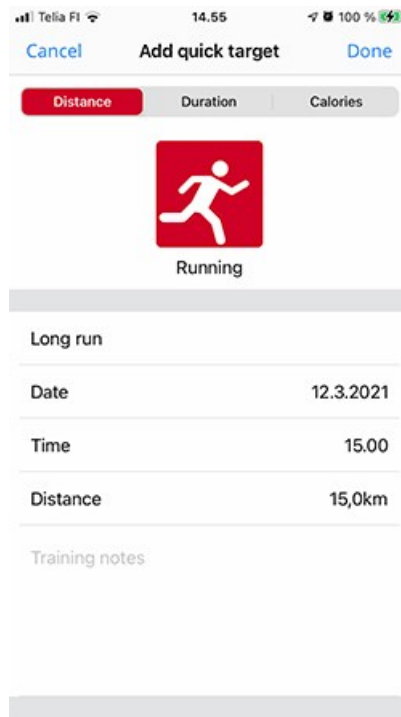 Telia FI 14.55 100 %
Cancel Add quick target Done
Distance Duration Calories
Running
Long run
Date 12.3.2021
Time 15.00
Distance 15,0km
Training notes